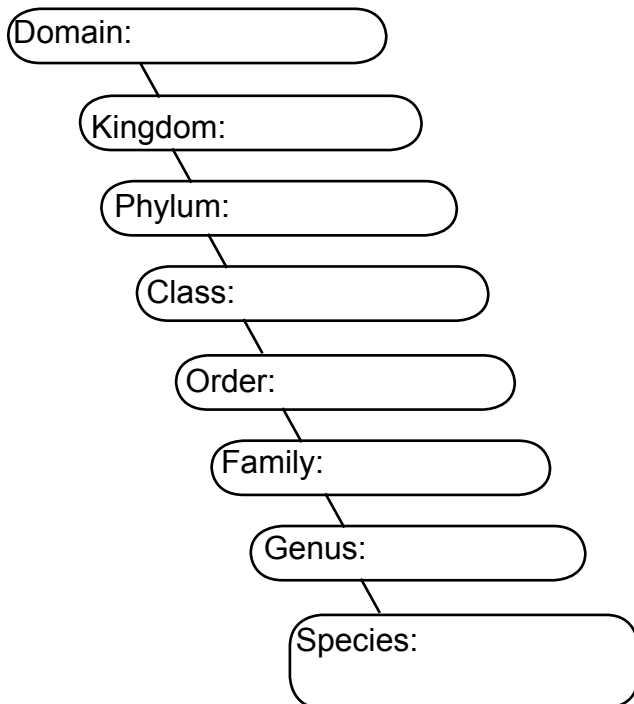 Domain:
Kingdom:
Phylum:
Class:
Order:
Family:
Genus:
Species: